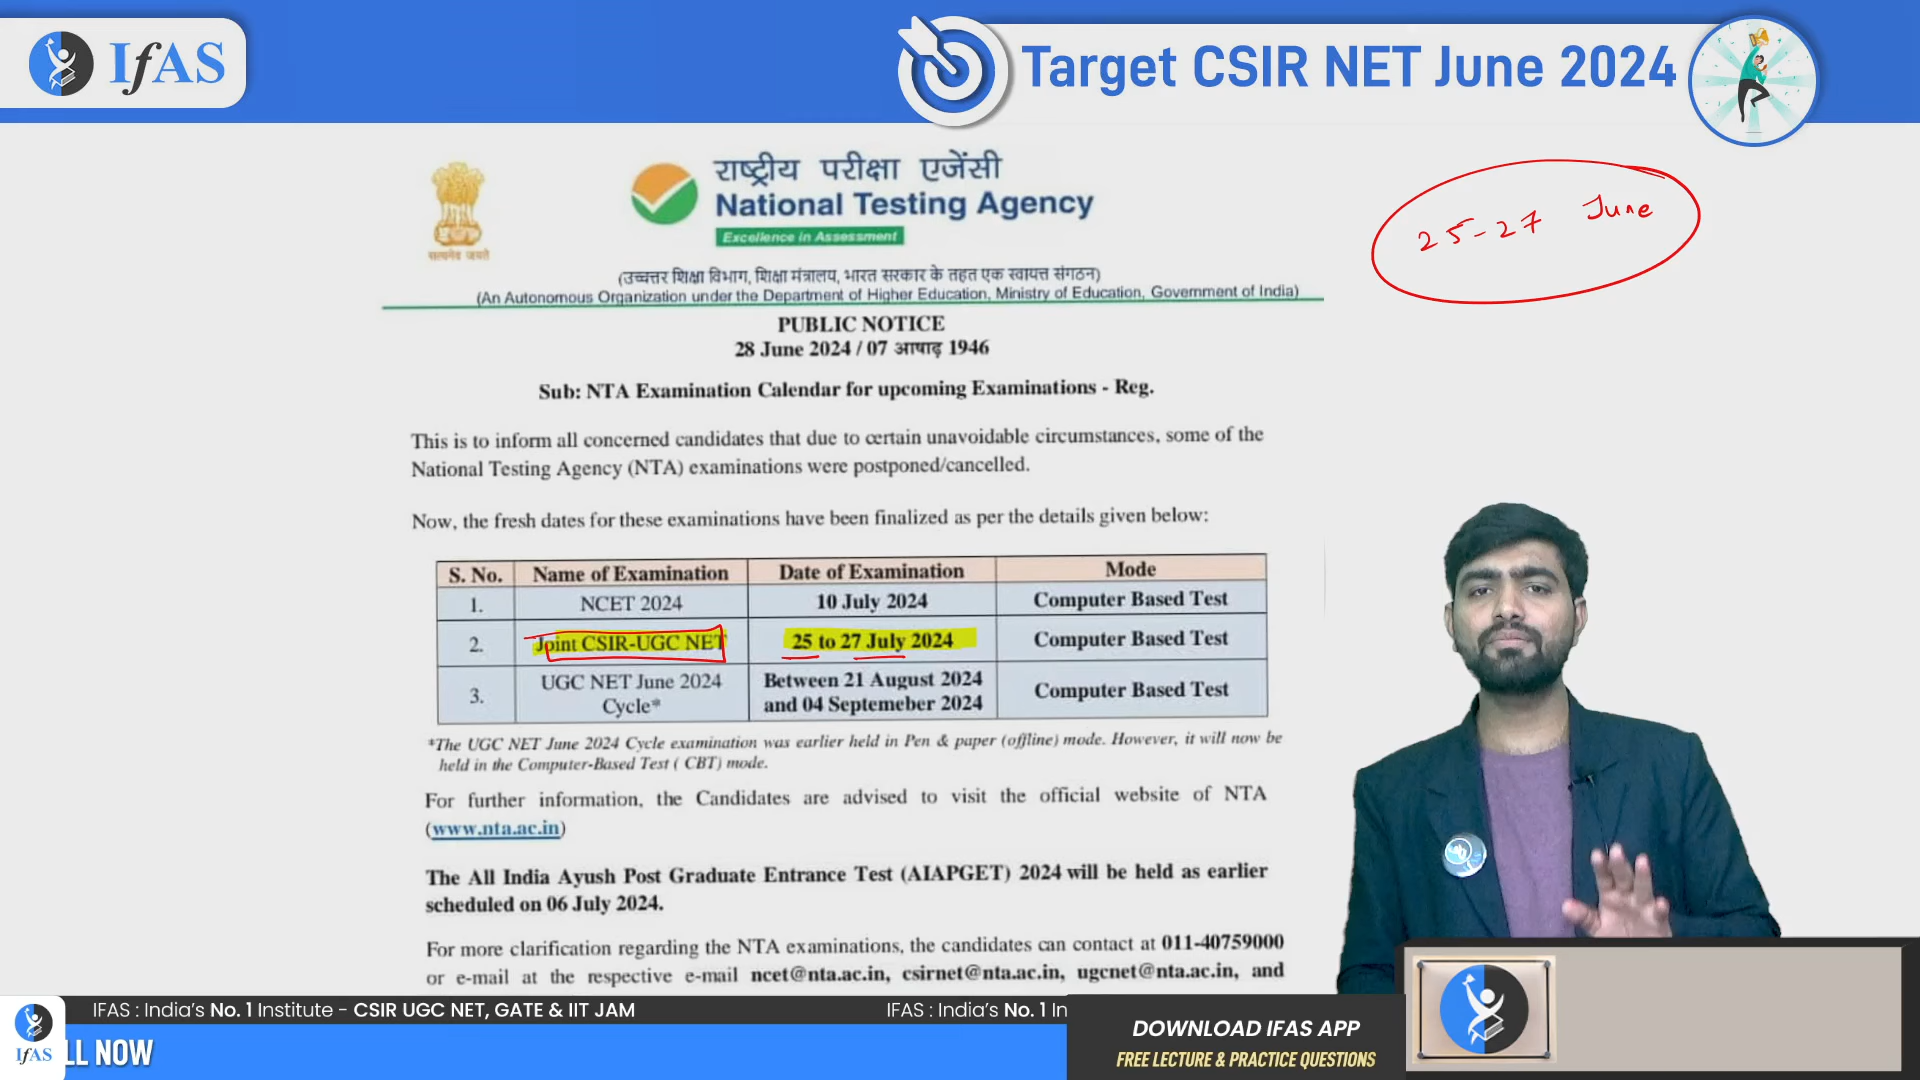 IfAS
Target CSIR NET June 2024
राष्ट्रीय परीक्षा एजेंसी
National Testing Agency
Excellence in Assessment
सत्यमेव जयते
25-27 June
(उच्चत्तर शिक्षा विभाग, शिक्षा मंत्रालय, भारत सरकार के तहत एक स्वायत्त संगठन)
(An Autonomous Organization under the Department of Higher Education, Ministry of Education, Government of India)
PUBLIC NOTICE
28 June 2024 / 07 आषाढ़ 1946
Sub: NTA Examination Calendar for upcoming Examinations - Reg.
This is to inform all concerned candidates that due to certain unavoidable circumstances, some of the
National Testing Agency (NTA) examinations were postponed/cancelled.
Now, the fresh dates for these examinations have been finalized as per the details given below:
S. No. Name of Examination Date of Examination Mode
1. NCET 2024 10 July 2024 Computer Based Test
2. Joint CSIR-UGC NET 25 to 27 July 2024 Computer Based Test
3. UGC NET June 2024 Cycle* Between 21 August 2024 and 04 Septemeber 2024 Computer Based Test
*The UGC NET June 2024 Cycle examination was earlier held in Pen & paper (offline) mode. However, it will now be
held in the Computer-Based Test ( CBT) mode.
For further information, the Candidates are advised to visit the official website of NTA
(www.nta.ac.in)
The All India Ayush Post Graduate Entrance Test (AIAPGET) 2024 will be held as earlier
scheduled on 06 July 2024.
For more clarification regarding the NTA examinations, the candidates can contact at 011-40759000
or e-mail at the respective e-mail ncet@nta.ac.in, csirnet@nta.ac.in, ugcnet@nta.ac.in, and
IFAS : India's No. 1 Institute - CSIR UGC NET, GATE & IIT JAM IFAS : India's No. 1 In
IfAS
LL NOW
DOWNLOAD IFAS APP
FREE LECTURE & PRACTICE QUESTIONS